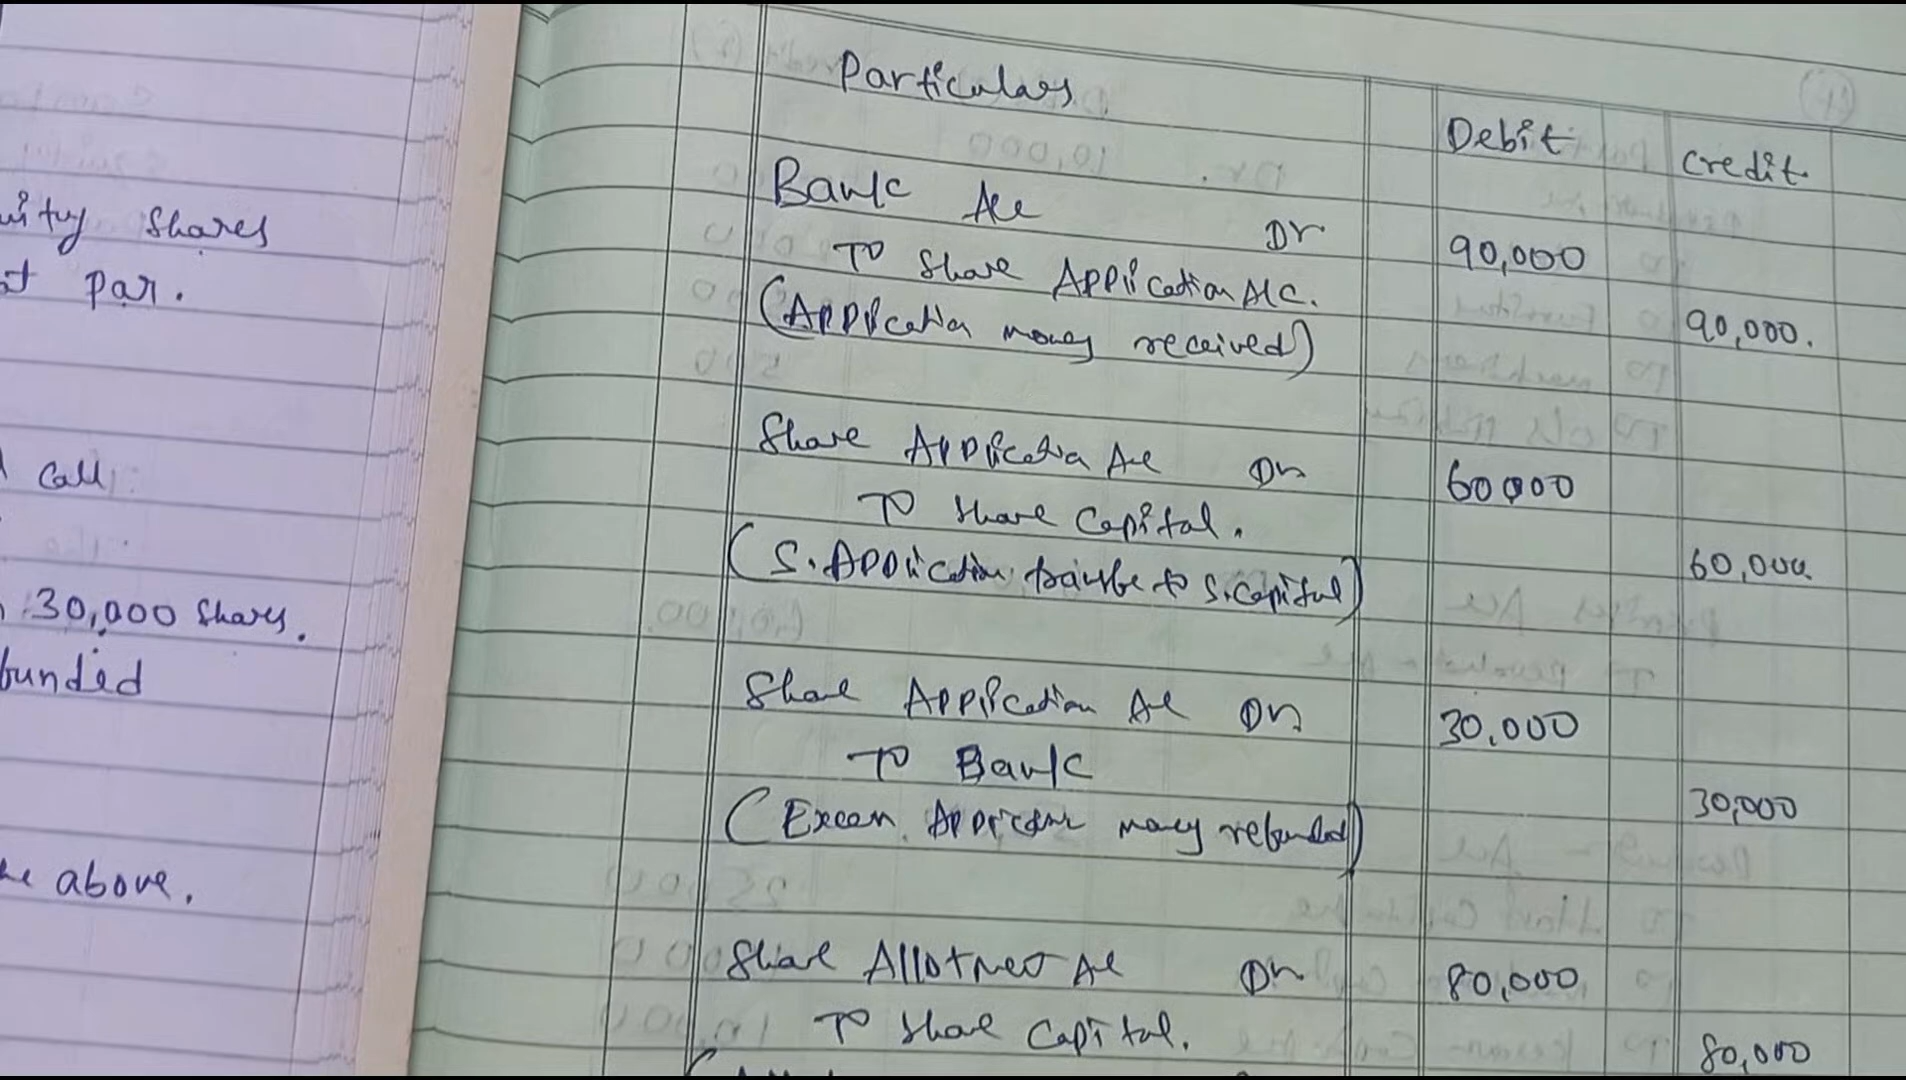 uity shares
at par.
call
30,000 shares.
funded
above.
Particulars
Debit
Credit.
Bank A/c Dr 90,000
To Share Application A/c. 90,000.
(Application money received)
Share Application A/c Dr 60000
To Share Capital. 60,000
(S. Application transfe to S. Capital)
Share Application A/c Dr 30,000
To Bank 30,000
(Excess Application money refunded)
Share Allotment A/c Dr 80,000
To Share Capital. 80,000